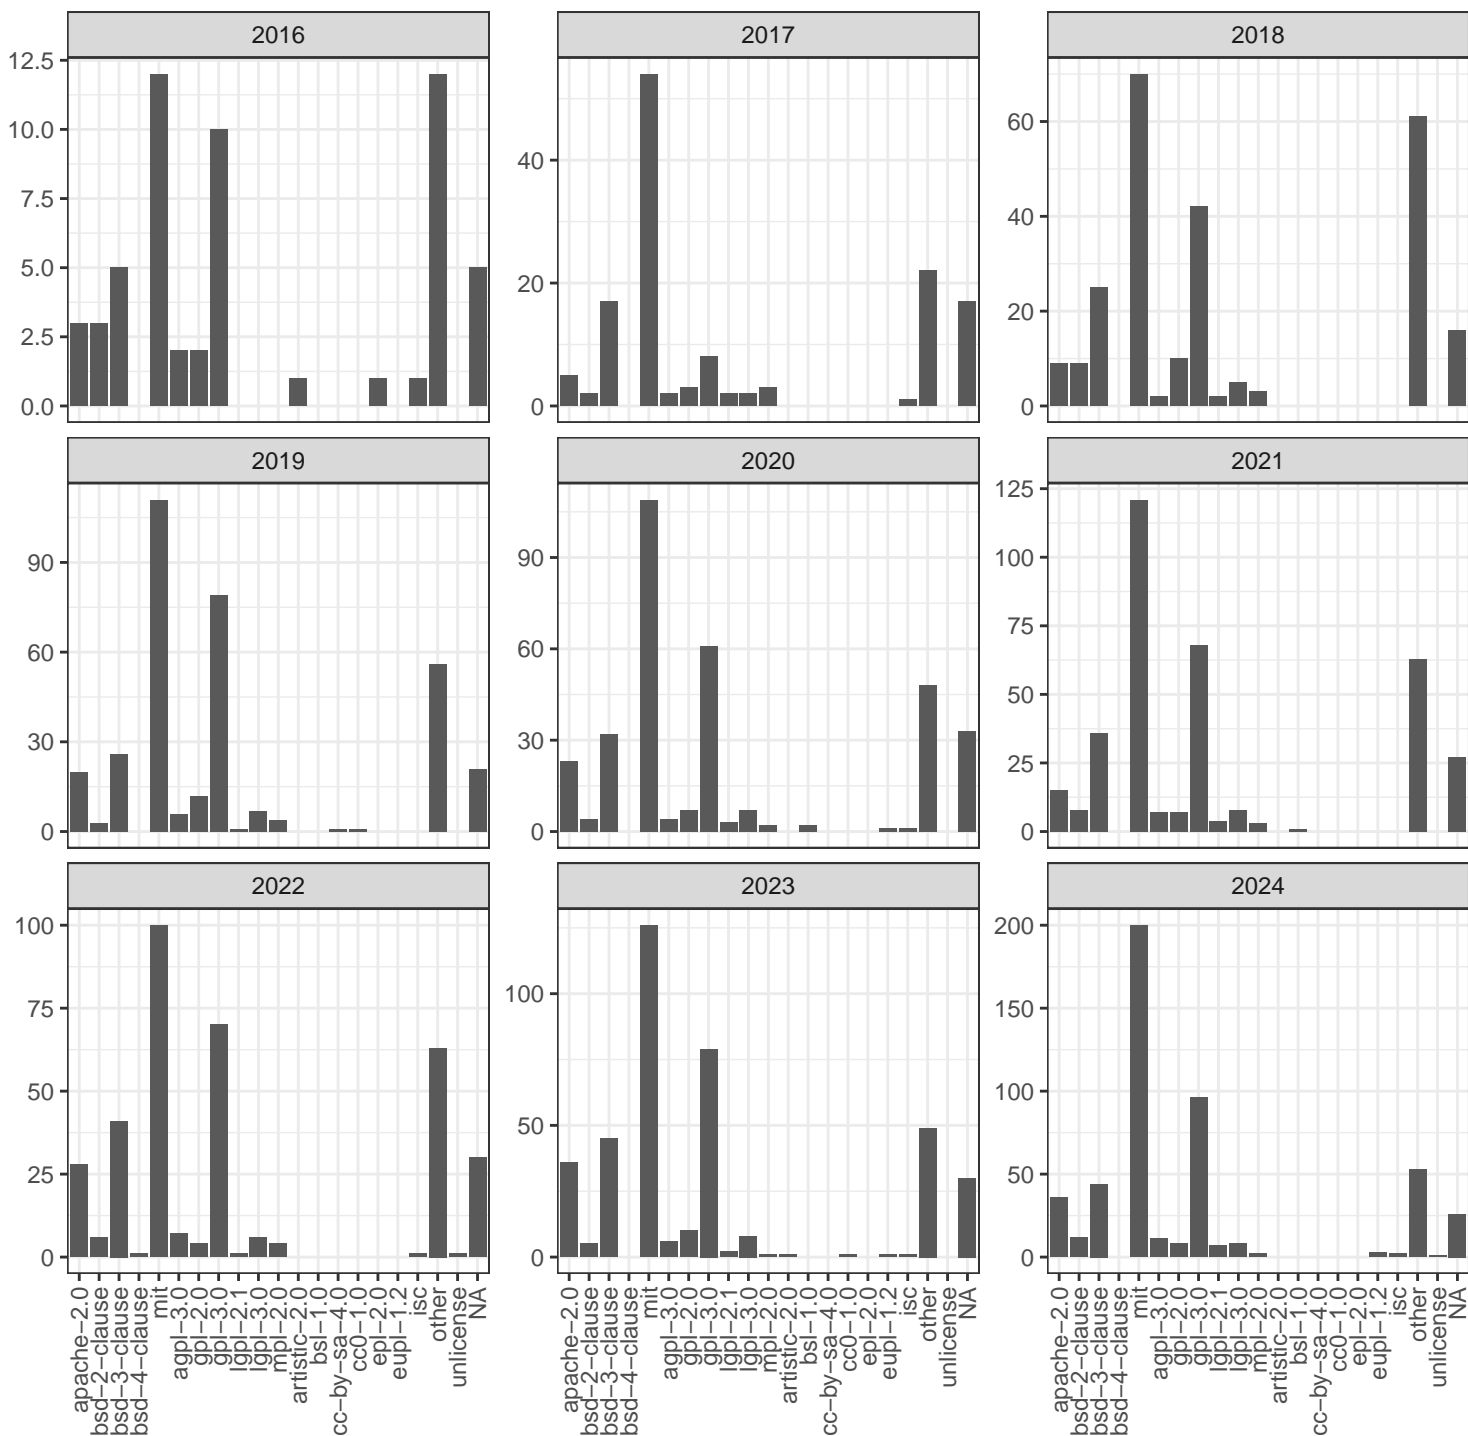 2016
2017
2018
12.5
10.0
7.5
5.0
2.5
0.0
40
20
0
60
40
20
0
2019
2020
2021
90
60
30
0
90
60
30
0
125
100
75
50
25
0
2022
2023
2024
100
75
50
25
0
100
50
0
200
150
100
50
0
apache−2.0
bsd−2−clause
bsd−3−clause
bsd−4−clause
mit
agpl−3.0
gpl−2.0
gpl−3.0
lgpl−2.1
lgpl−3.0
mpl−2.0
artistic−2.0
bsl−1.0
cc−by−sa−4.0
cc0−1.0
epl−2.0
eupl−1.2
isc
other
unlicense
NA
apache−2.0
bsd−2−clause
bsd−3−clause
bsd−4−clause
mit
agpl−3.0
gpl−2.0
gpl−3.0
lgpl−2.1
lgpl−3.0
mpl−2.0
artistic−2.0
bsl−1.0
cc−by−sa−4.0
cc0−1.0
epl−2.0
eupl−1.2
isc
other
unlicense
NA
apache−2.0
bsd−2−clause
bsd−3−clause
bsd−4−clause
mit
agpl−3.0
gpl−2.0
gpl−3.0
lgpl−2.1
lgpl−3.0
mpl−2.0
artistic−2.0
bsl−1.0
cc−by−sa−4.0
cc0−1.0
epl−2.0
eupl−1.2
isc
other
unlicense
NA